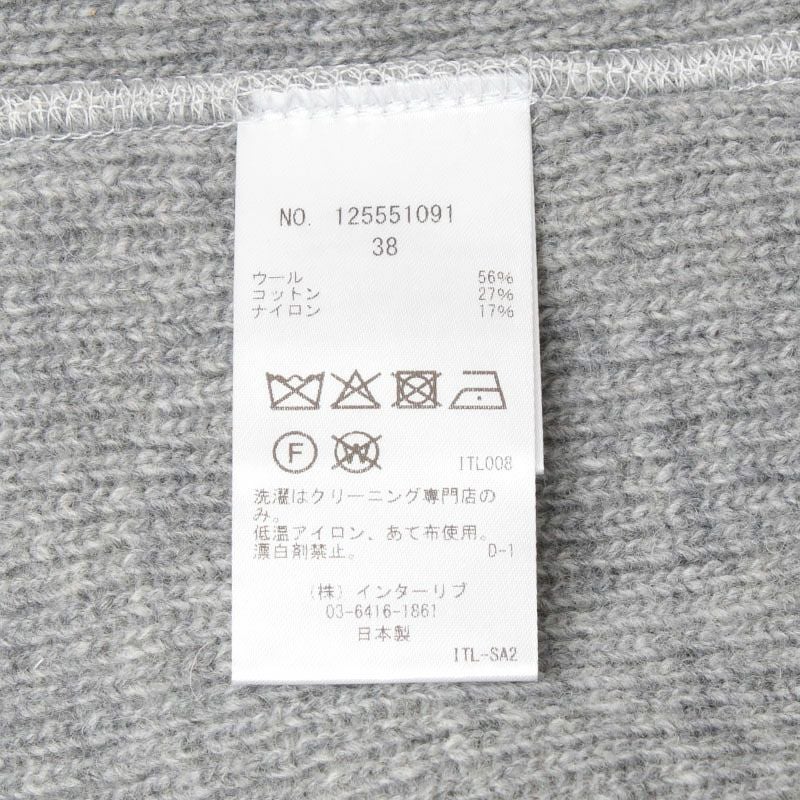 NO. 125551091
38
ウール 56%
コットン 27%
ナイロン 17%
F W
ITL008
洗濯はクリーニング専門店の
み。
低温アイロン、あて布使用。
漂白剤禁止。 D-1
(株) インターリブ
03-6416-1861
日本製
ITL-SA2